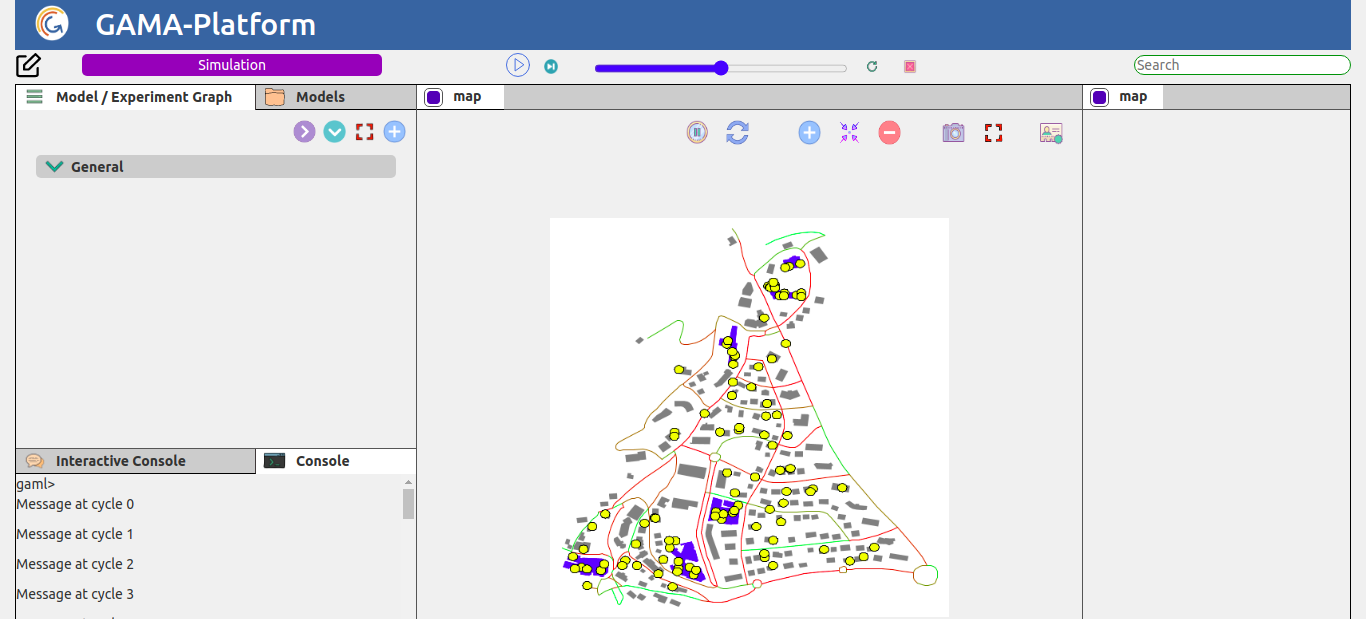 GAMA-Platform
Simulation
Search
Model / Experiment Graph
Models
map
map
General
Interactive Console
Console
gaml>
Message at cycle 0
Message at cycle 1
Message at cycle 2
Message at cycle 3